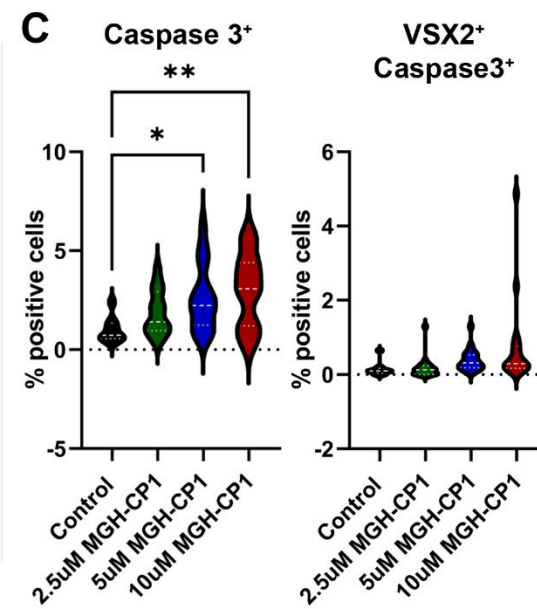 C
Caspase 3⁺
**
*
% positive cells
10
5
0
-5
Control
2.5uM MGH-CP1
5uM MGH-CP1
10uM MGH-CP1
VSX2⁺
Caspase3⁺
% positive cells
6
4
2
0
-2
Control
2.5uM MGH-CP1
5uM MGH-CP1
10uM MGH-CP1